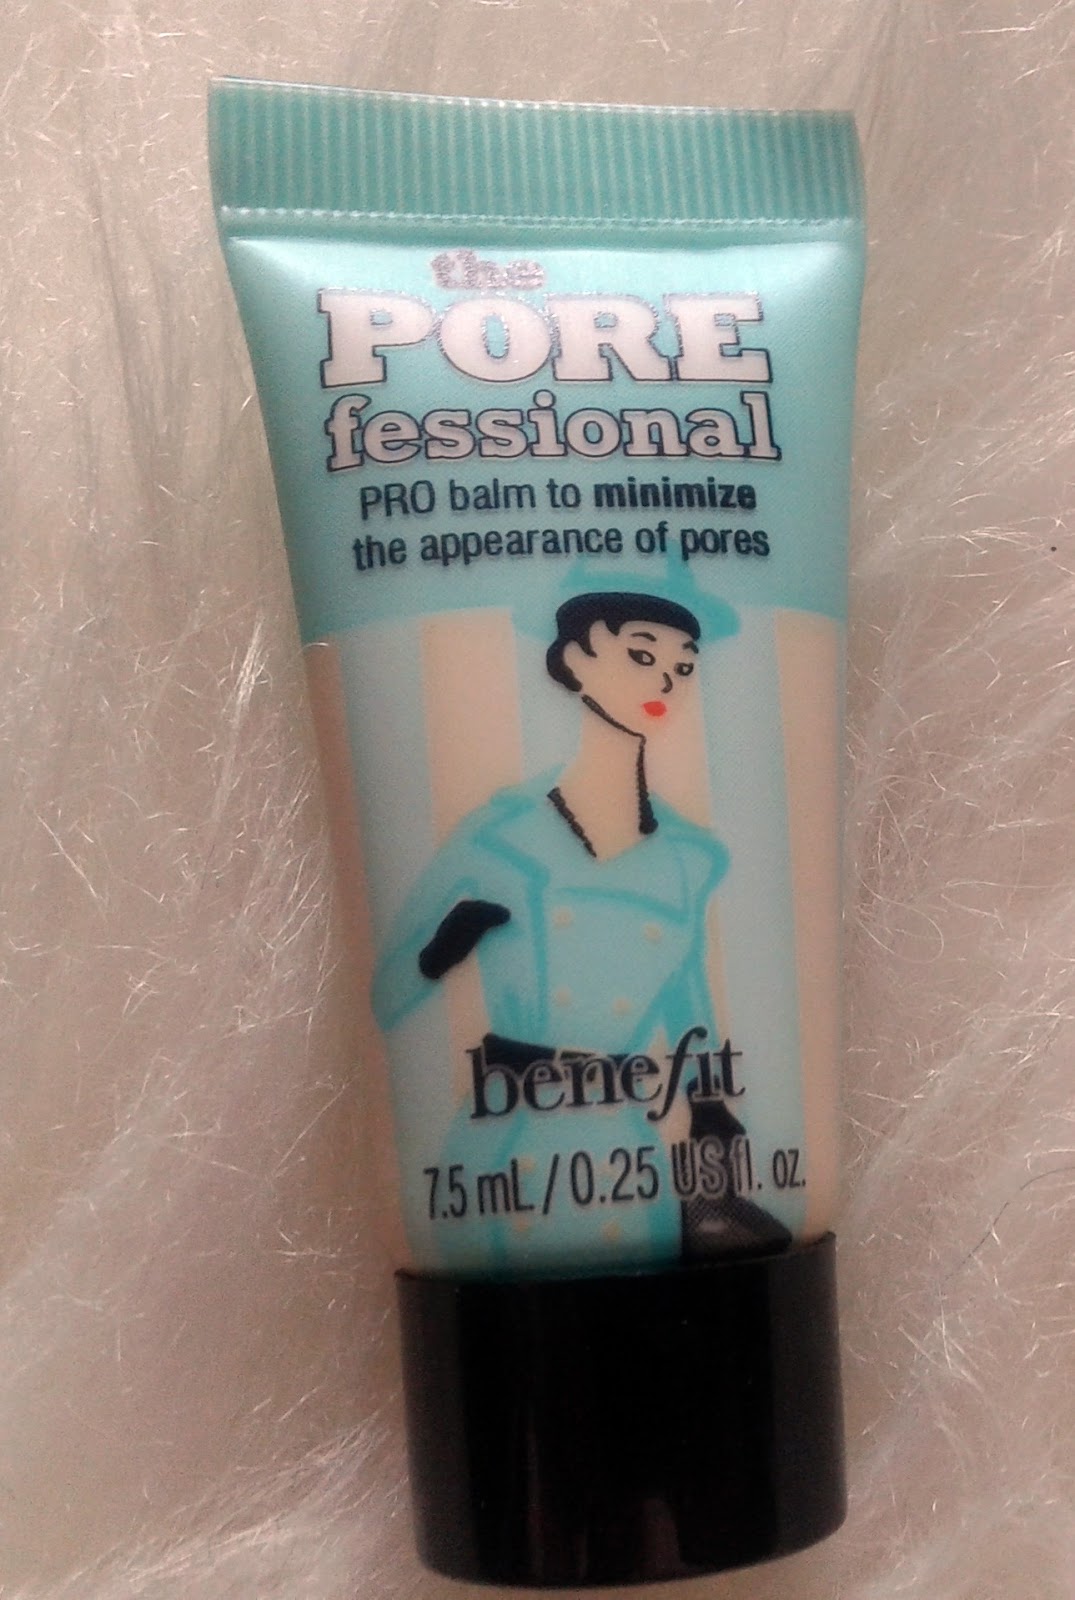 the
PORE
fessional
PRO balm to minimize
the appearance of pores
benefit
7.5 mL / 0.25 US fl. oz.